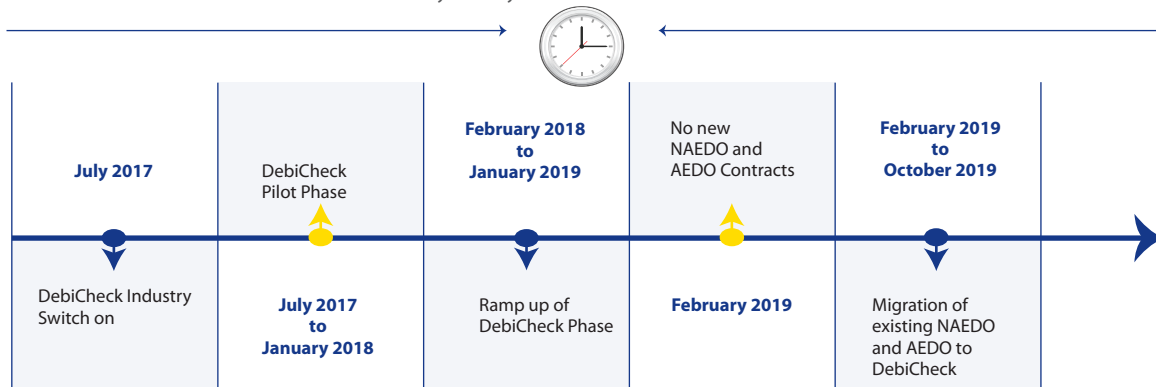 July 2017
DebiCheck Industry
Switch on
DebiCheck
Pilot Phase
July 2017
to
January 2018
February 2018
to
January 2019
Ramp up of
DebiCheck Phase
No new
NAEDO and
AEDO Contracts
February 2019
February 2019
to
October 2019
Migration of
existing NAEDO
and AEDO to
DebiCheck